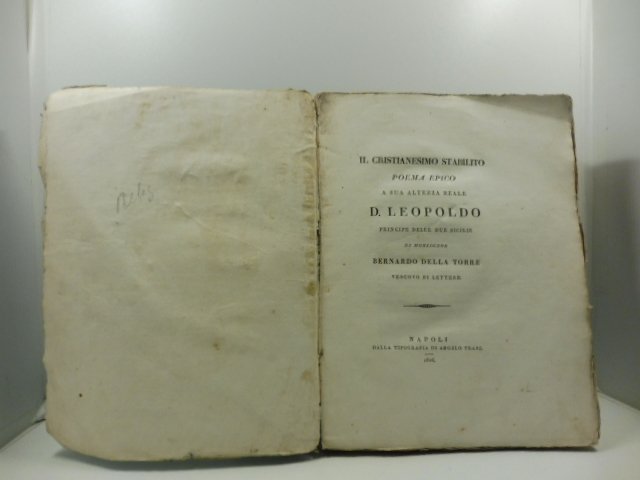 IL CRISTIANESIMO STABILITO
POEMA EPICO
A SUA ALTEZZA REALE
D. LEOPOLDO
PRINCIPE DELLE DUE SICILIE
DI MONSIGNOR
BERNARDO DELLA TORRE
VESCOVO DI LETTERE
NAPOLI
DALLA TIPOGRAFIA DI ANGELO TRANI.